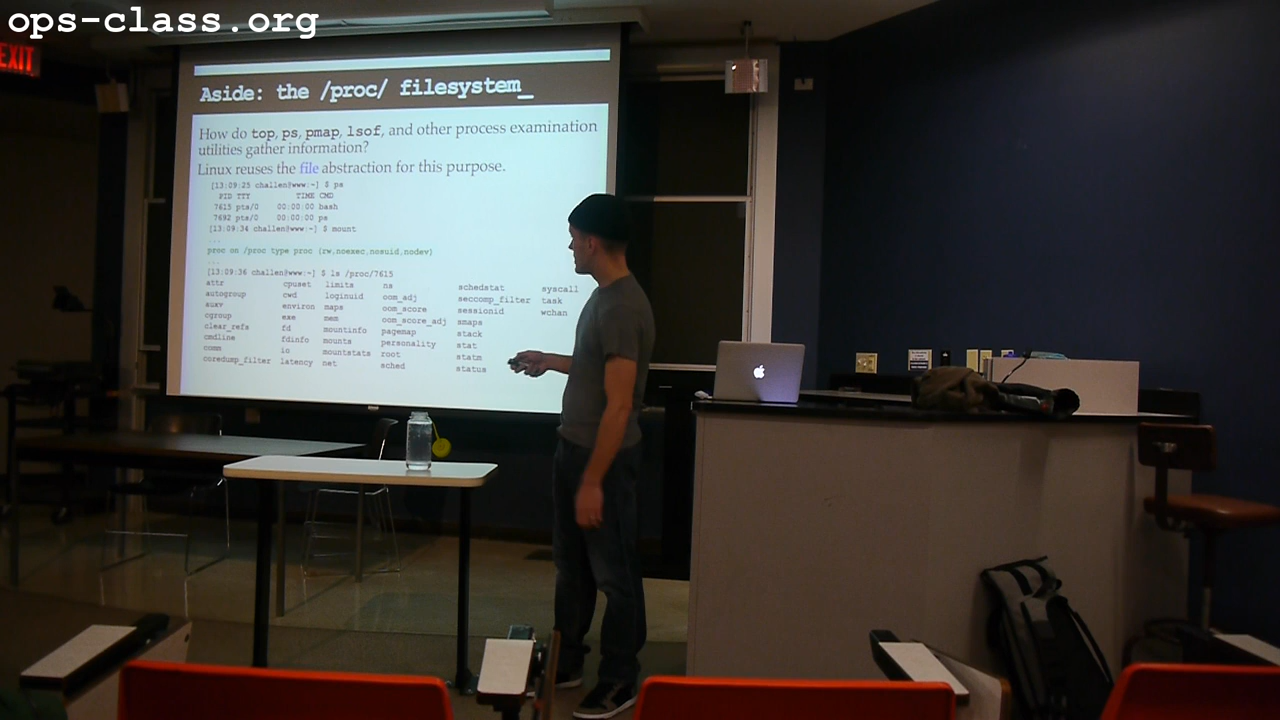 ops-class.org
EXIT
Aside: the /proc/ filesystem_
How do top, ps, pmap, lsof, and other process examination
utilities gather information?
Linux reuses the file abstraction for this purpose.
[13:09:25 challen@www:~] $ ps
PID TTY TIME CMD
7615 pts/0 00:00:00 bash
7692 pts/0 00:00:00 ps
[13:09:34 challen@www:~] $ mount
...
proc on /proc type proc (rw,noexec,nosuid,nodev)
...
[13:09:36 challen@www:~] $ ls /proc/7615
attr cpuset limits ns schedstat syscall
autogroup cwd loginuid oom_adj seccomp_filter task
auxv environ maps oom_score sessionid wchan
cgroup exe mem oom_score_adj smaps
clear_refs fd mountinfo pagemap stack
cmdline fdinfo mounts personality stat
comm io mountstats root statm
coredump_filter latency net sched status